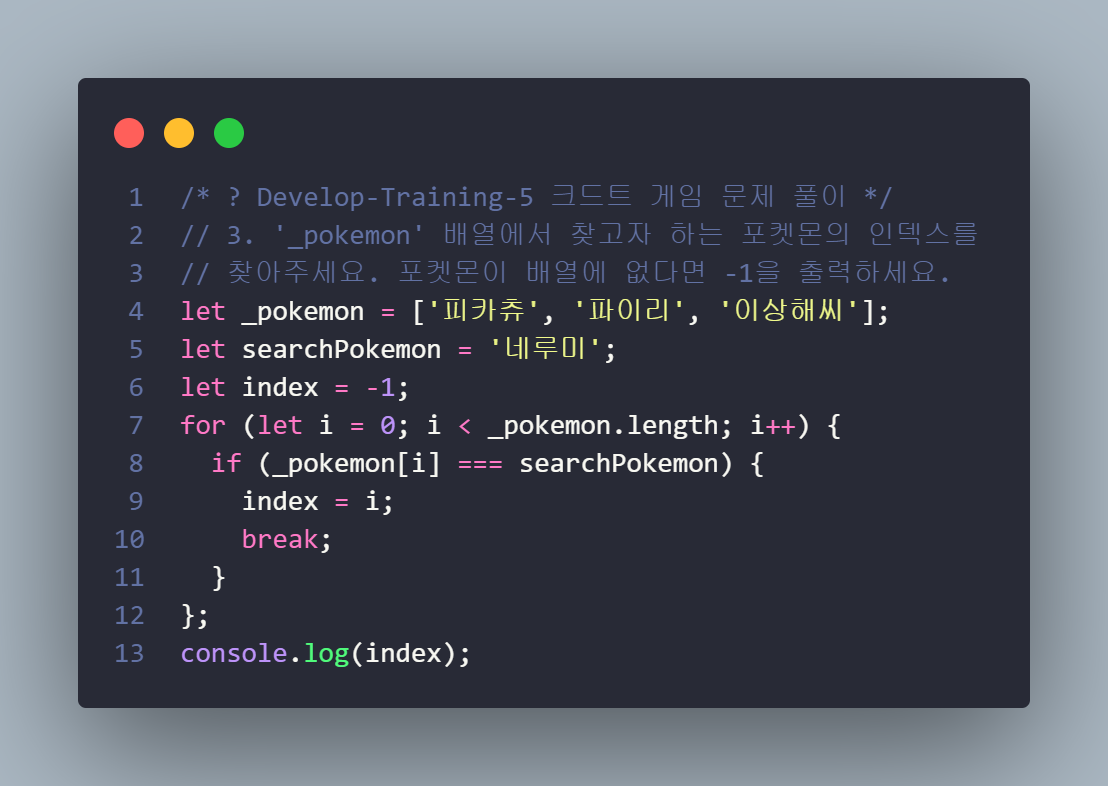 1 /* ? Develop-Training-5 크드트 게임 문제 풀이 */
2 // 3. '_pokemon' 배열에서 찾고자 하는 포켓몬의 인덱스를
3 // 찾아주세요. 포켓몬이 배열에 없다면 -1을 출력하세요.
4 let _pokemon = ['피카츄', '파이리', '이상해씨'];
5 let searchPokemon = '네루미';
6 let index = -1;
7 for (let i = 0; i < _pokemon.length; i++) {
8 if (_pokemon[i] === searchPokemon) {
9 index = i;
10 break;
11 }
12 };
13 console.log(index);